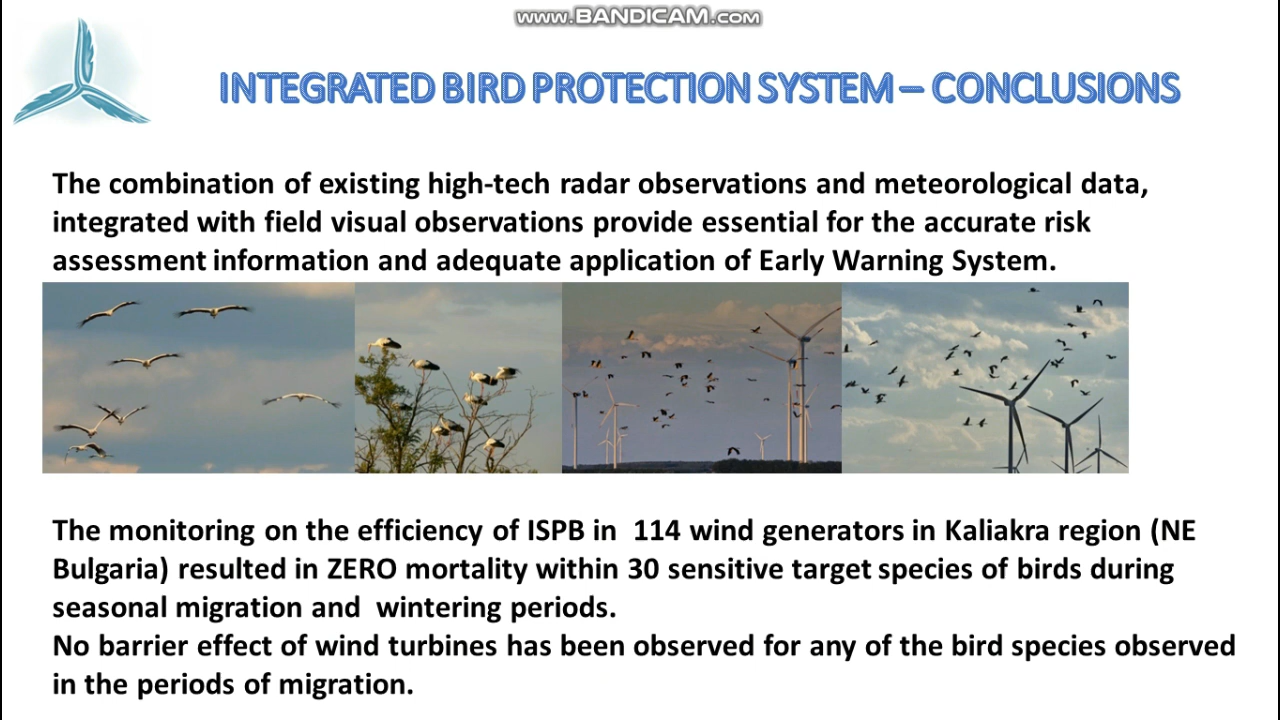 www.BANDICAM.com
INTEGRATED BIRD PROTECTION SYSTEM – CONCLUSIONS
The combination of existing high-tech radar observations and meteorological data,
integrated with field visual observations provide essential for the accurate risk
assessment information and adequate application of Early Warning System.
The monitoring on the efficiency of ISPB in  114 wind generators in Kaliakra region (NE
Bulgaria) resulted in ZERO mortality within 30 sensitive target species of birds during
seasonal migration and  wintering periods.
No barrier effect of wind turbines has been observed for any of the bird species observed
in the periods of migration.